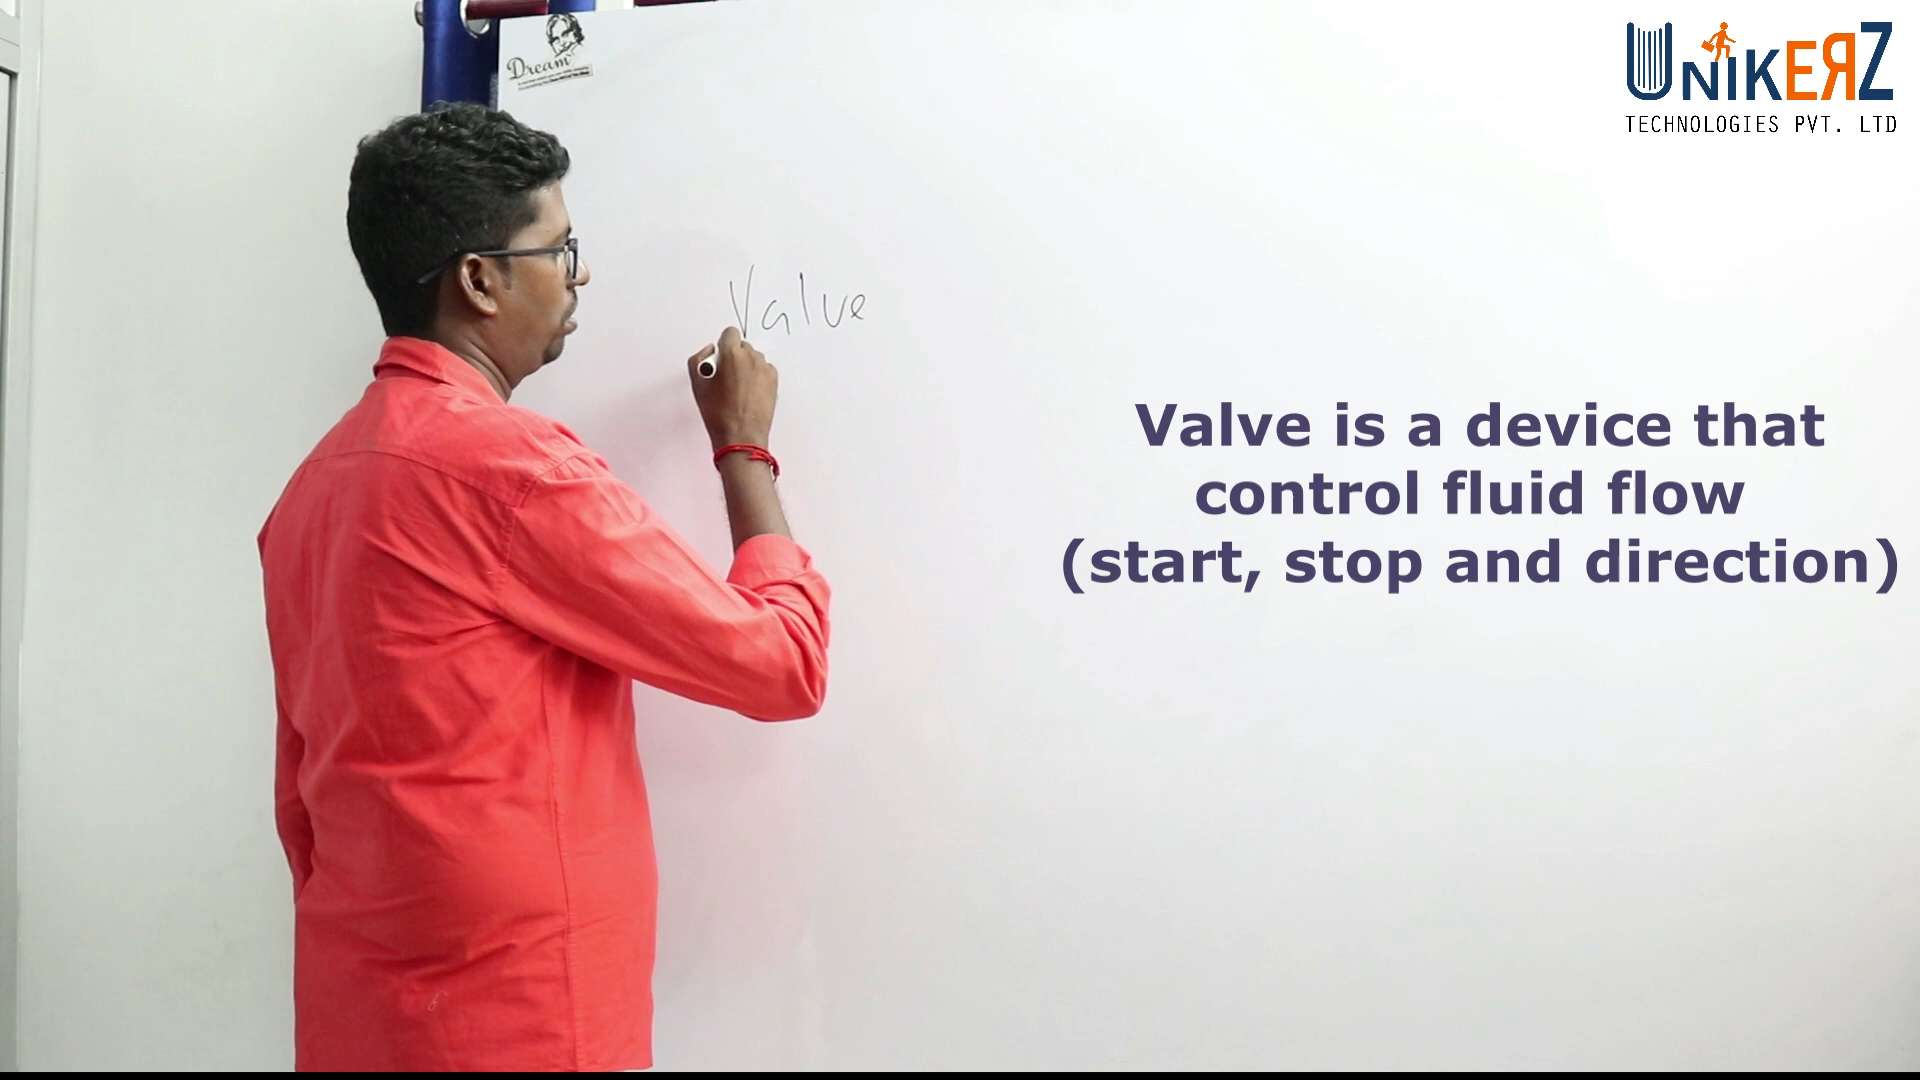 Dream
UNIKERZ
TECHNOLOGIES PVT. LTD
Valve
Valve is a device that
control fluid flow
(start, stop and direction)